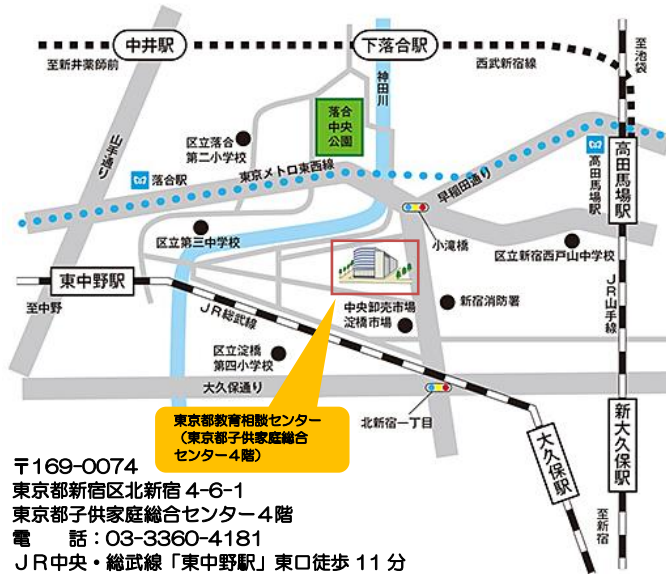 中井駅
下落合駅
至新井薬師前
西武新宿線
至池袋
神田川
落合
中央
公園
区立落合
第二小学校
山手通り
落合駅
東京メトロ東西線
早稲田通り
高田馬場駅
高田馬場駅
小滝橋
区立第三中学校
区立新宿西戸山中学校
東中野駅
至中野
JR総武線
中央卸売市場
淀橋市場
新宿消防署
JR山手線
区立淀橋
第四小学校
大久保通り
北新宿一丁目
新大久保駅
大久保駅
至新宿
東京都教育相談センター
(東京都子供家庭総合
センター4階)
〒169-0074
東京都新宿区北新宿 4-6-1
東京都子供家庭総合センター4階
電 話:03-3360-4181
JR中央・総武線「東中野駅」東口徒歩 11 分